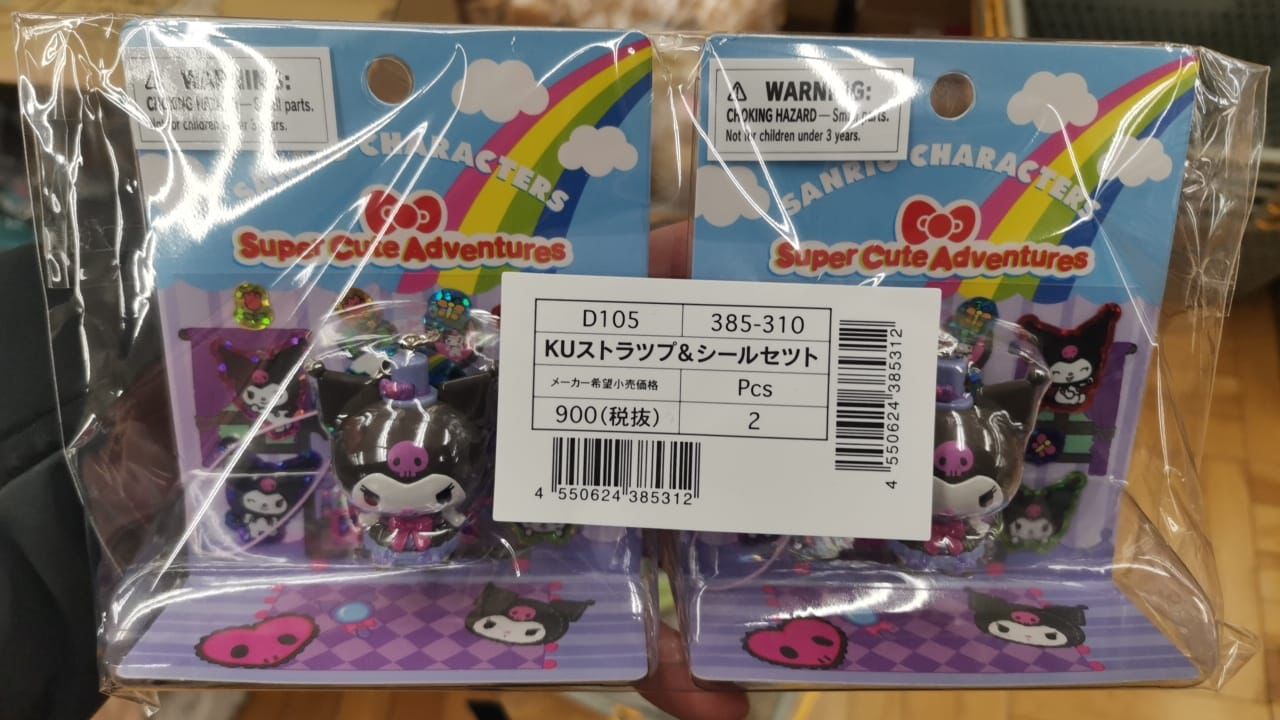 WARNING:
CHOKING HAZARD — Small parts.
Not for children under 3 years.
SANRIO CHARACTERS
Super Cute Adventures
WARNING:
CHOKING HAZARD — Small parts.
Not for children under 3 years.
SANRIO CHARACTERS
Super Cute Adventures
D105 385-310
KUストラツプ&シールセツト
メーカー希望小売価格 Pcs
900(税抜) 2
4 550624 385312
4 550624 385312